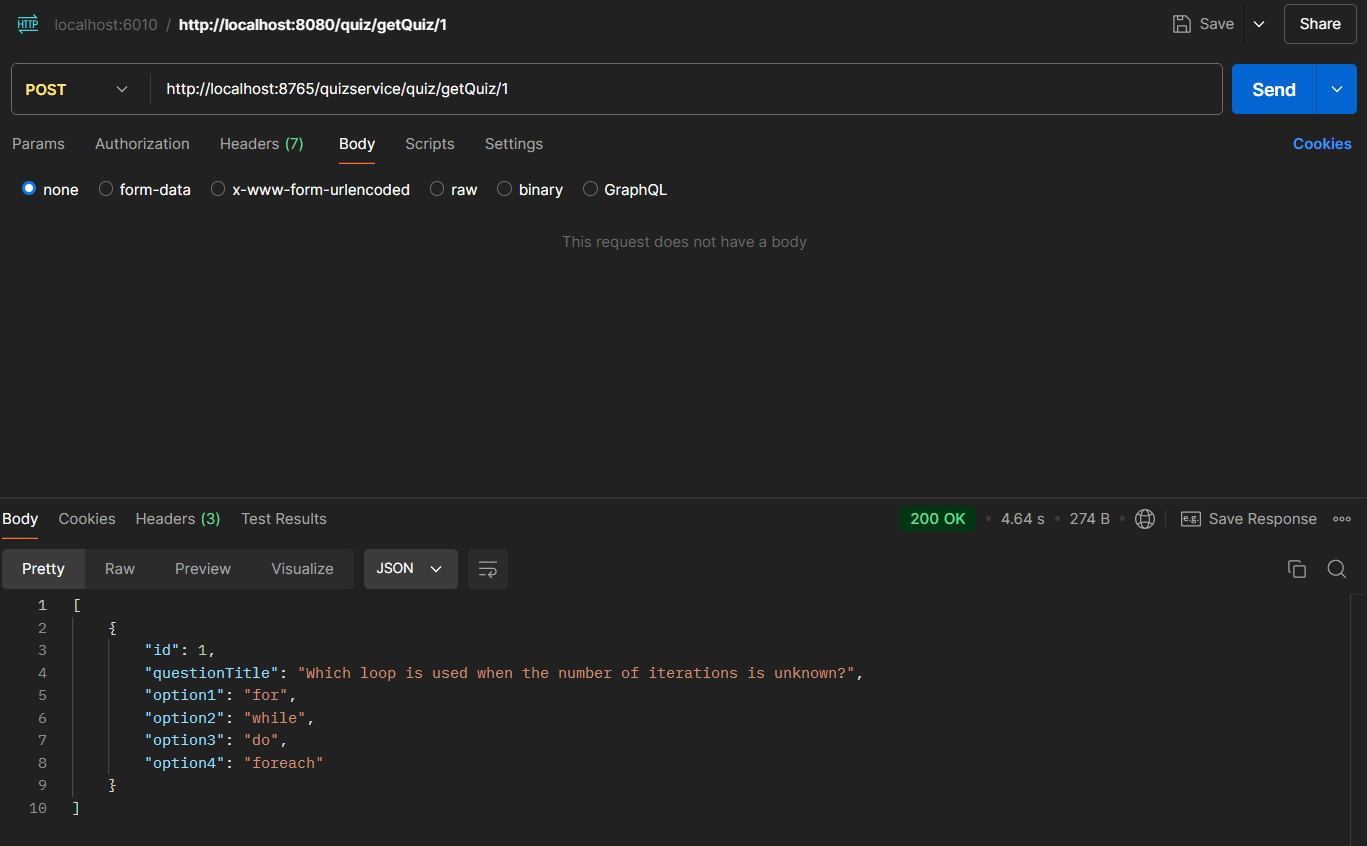 HTTP localhost:6010 / http://localhost:8080/quiz/getQuiz/1 Save Share
POST http://localhost:8765/quizservice/quiz/getQuiz/1 Send
Params Authorization Headers (7) Body Scripts Settings Cookies
none form-data x-www-form-urlencoded raw binary GraphQL
This request does not have a body
Body Cookies Headers (3) Test Results 200 OK • 4.64 s • 274 B • e.g. Save Response
Pretty Raw Preview Visualize JSON
1 [
2 {
3 "id": 1,
4 "questionTitle": "Which loop is used when the number of iterations is unknown?",
5 "option1": "for",
6 "option2": "while",
7 "option3": "do",
8 "option4": "foreach"
9 }
10 ]